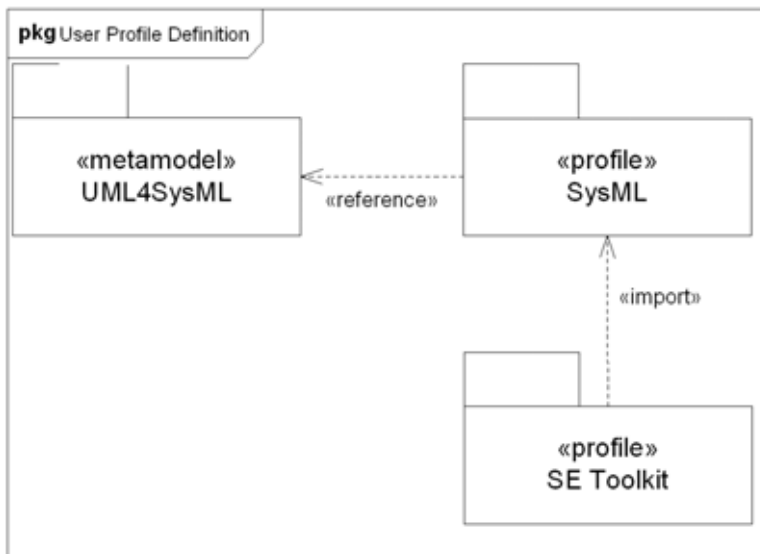 pkg User Profile Definition
«metamodel»
UML4SysML
«reference»
«profile»
SysML
«import»
«profile»
SE Toolkit